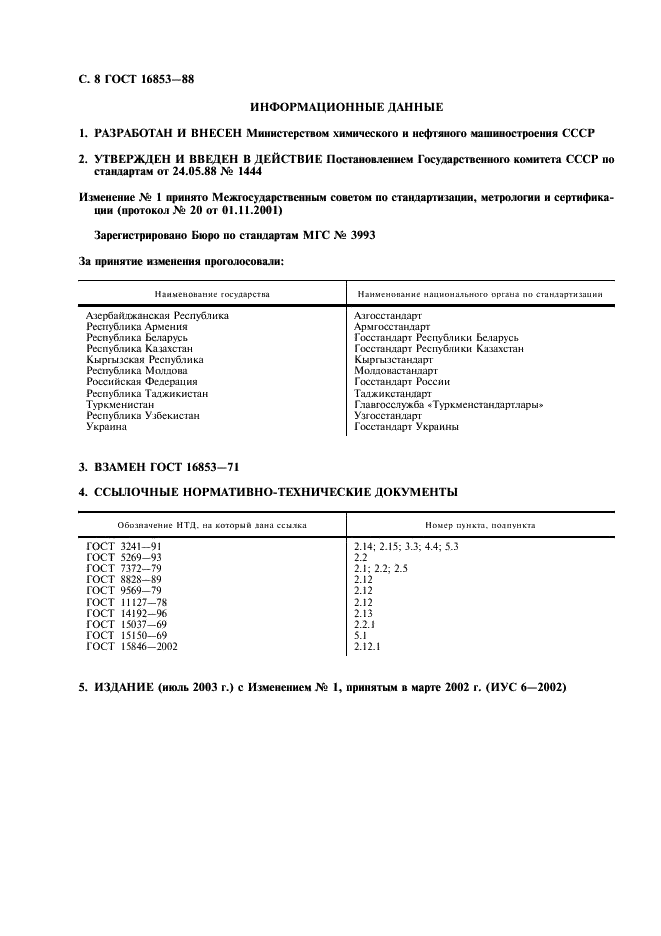 С. 8 ГОСТ 16853—88
ИНФОРМАЦИОННЫЕ ДАННЫЕ
1. РАЗРАБОТАН И ВНЕСЕН Министерством химического и нефтяного машиностроения СССР
2. УТВЕРЖДЕН И ВВЕДЕН В ДЕЙСТВИЕ Постановлением Государственного комитета СССР по
стандартам от 24.05.88 № 1444
Изменение № 1 принято Межгосударственным советом по стандартизации, метрологии и сертифика-
ции (протокол № 20 от 01.11.2001)
Зарегистрировано Бюро по стандартам МГС № 3993
За принятие изменения проголосовали:
Наименование государства Наименование национального органа по стандартизации
Азербайджанская Республика Азгосстандарт
Республика Армения Армгосстандарт
Республика Беларусь Госстандарт Республики Беларусь
Республика Казахстан Госстандарт Республики Казахстан
Кыргызская Республика Кыргызстандарт
Республика Молдова Молдовастандарт
Российская Федерация Госстандарт России
Республика Таджикистан Таджикстандарт
Туркменистан Главгосслужба «Туркменстандартлары»
Республика Узбекистан Узгосстандарт
Украина Госстандарт Украины
3. ВЗАМЕН ГОСТ 16853—71
4. ССЫЛОЧНЫЕ НОРМАТИВНО-ТЕХНИЧЕСКИЕ ДОКУМЕНТЫ
Обозначение НТД, на который дана ссылка Номер пункта, подпункта
ГОСТ 3241—91 2.14; 2.15; 3.3; 4.4; 5.3
ГОСТ 5269—93 2.2
ГОСТ 7372—79 2.1; 2.2; 2.5
ГОСТ 8828—89 2.12
ГОСТ 9569—79 2.12
ГОСТ 11127—78 2.12
ГОСТ 14192—96 2.13
ГОСТ 15037—69 2.2.1
ГОСТ 15150—69 5.1
ГОСТ 15846—2002 2.12.1
5. ИЗДАНИЕ (июль 2003 г.) с Изменением № 1, принятым в марте 2002 г. (ИУС 6—2002)